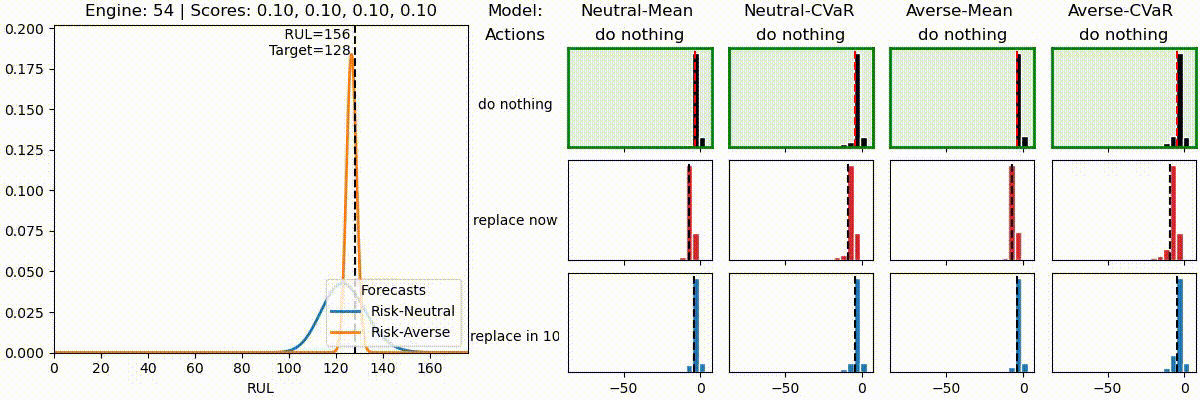 Engine: 54 | Scores: 0.10, 0.10, 0.10, 0.10
Model:
Neutral-Mean
Neutral-CVaR
Averse-Mean
Averse-CVaR
Actions
do nothing
do nothing
do nothing
do nothing
RUL=156
Target=128
0.200
0.175
0.150
0.125
0.100
0.075
0.050
0.025
0.000
Forecasts
Risk-Neutral
Risk-Averse
0
20
40
60
80
100
120
140
160
RUL
do nothing
replace now
replace in 10
−50
0
−50
0
−50
0
−50
0